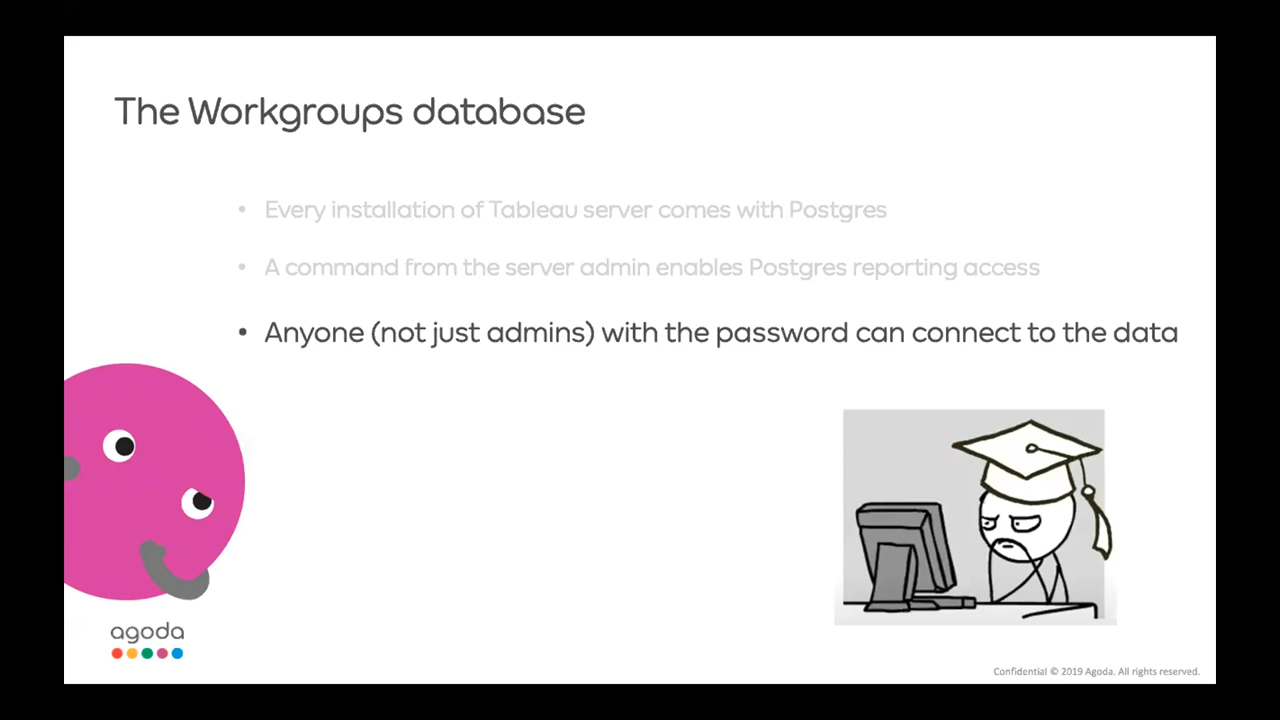 The Workgroups database
• Every installation of Tableau server comes with Postgres
• A command from the server admin enables Postgres reporting access
• Anyone (not just admins) with the password can connect to the data
agoda
Confidential © 2019 Agoda. All rights reserved.